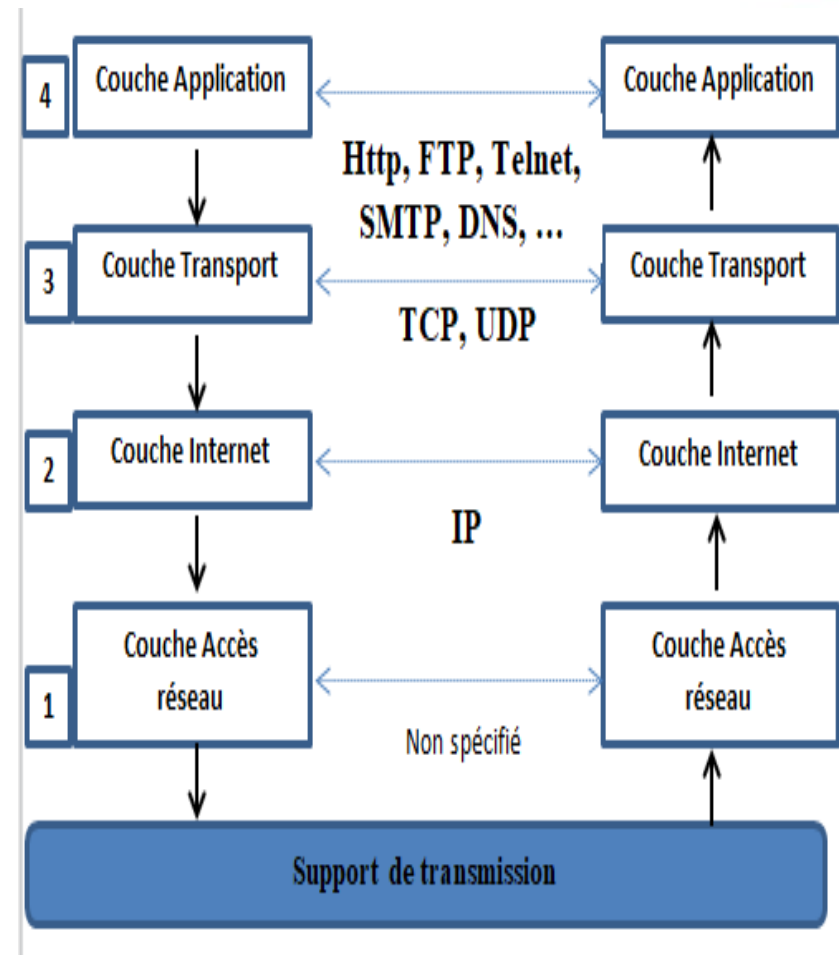 4
Couche Application
Couche Application
Http, FTP, Telnet,
SMTP, DNS, ...
3
Couche Transport
Couche Transport
TCP, UDP
2
Couche Internet
Couche Internet
IP
1
Couche Accès
réseau
Couche Accès
réseau
Non spécifié
Support de transmission